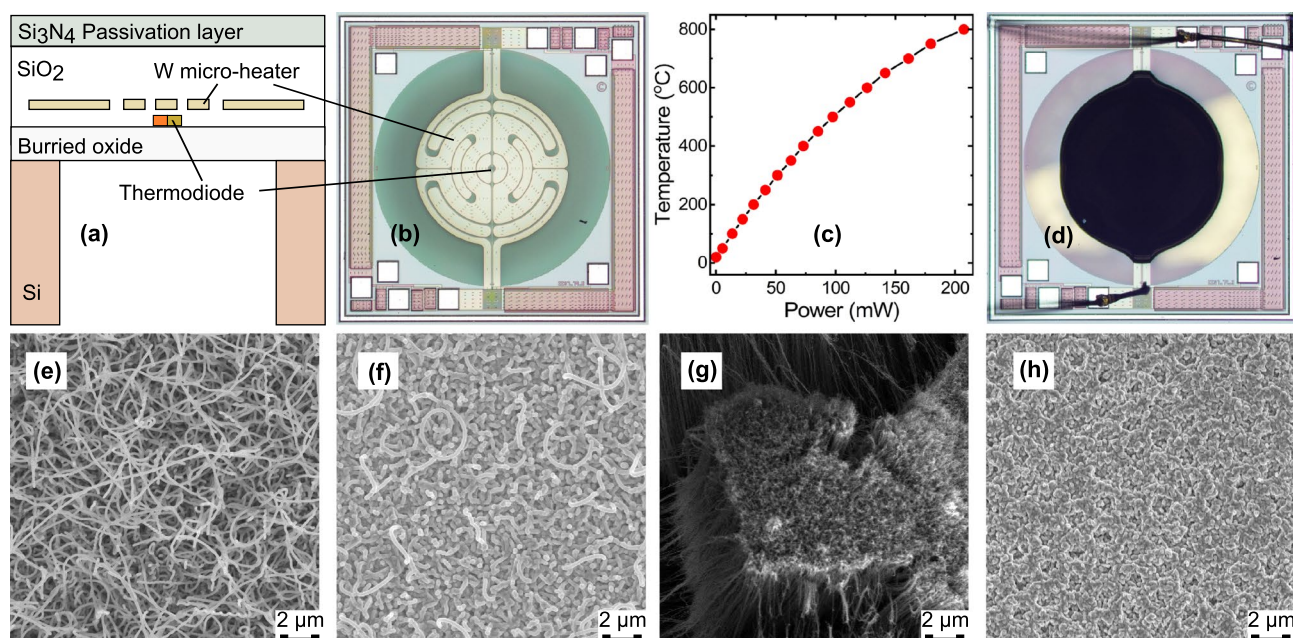 Si3N4 Passivation layer
SiO2
W micro-heater
Burried oxide
Thermodiode
(a)
Si
©
(b)
800
600
400
200
0
Temperature (°C)
(c)
0 50 100 150 200
Power (mW)
©
(d)
(e)
2 µm
(f)
2 µm
(g)
2 µm
(h)
2 µm